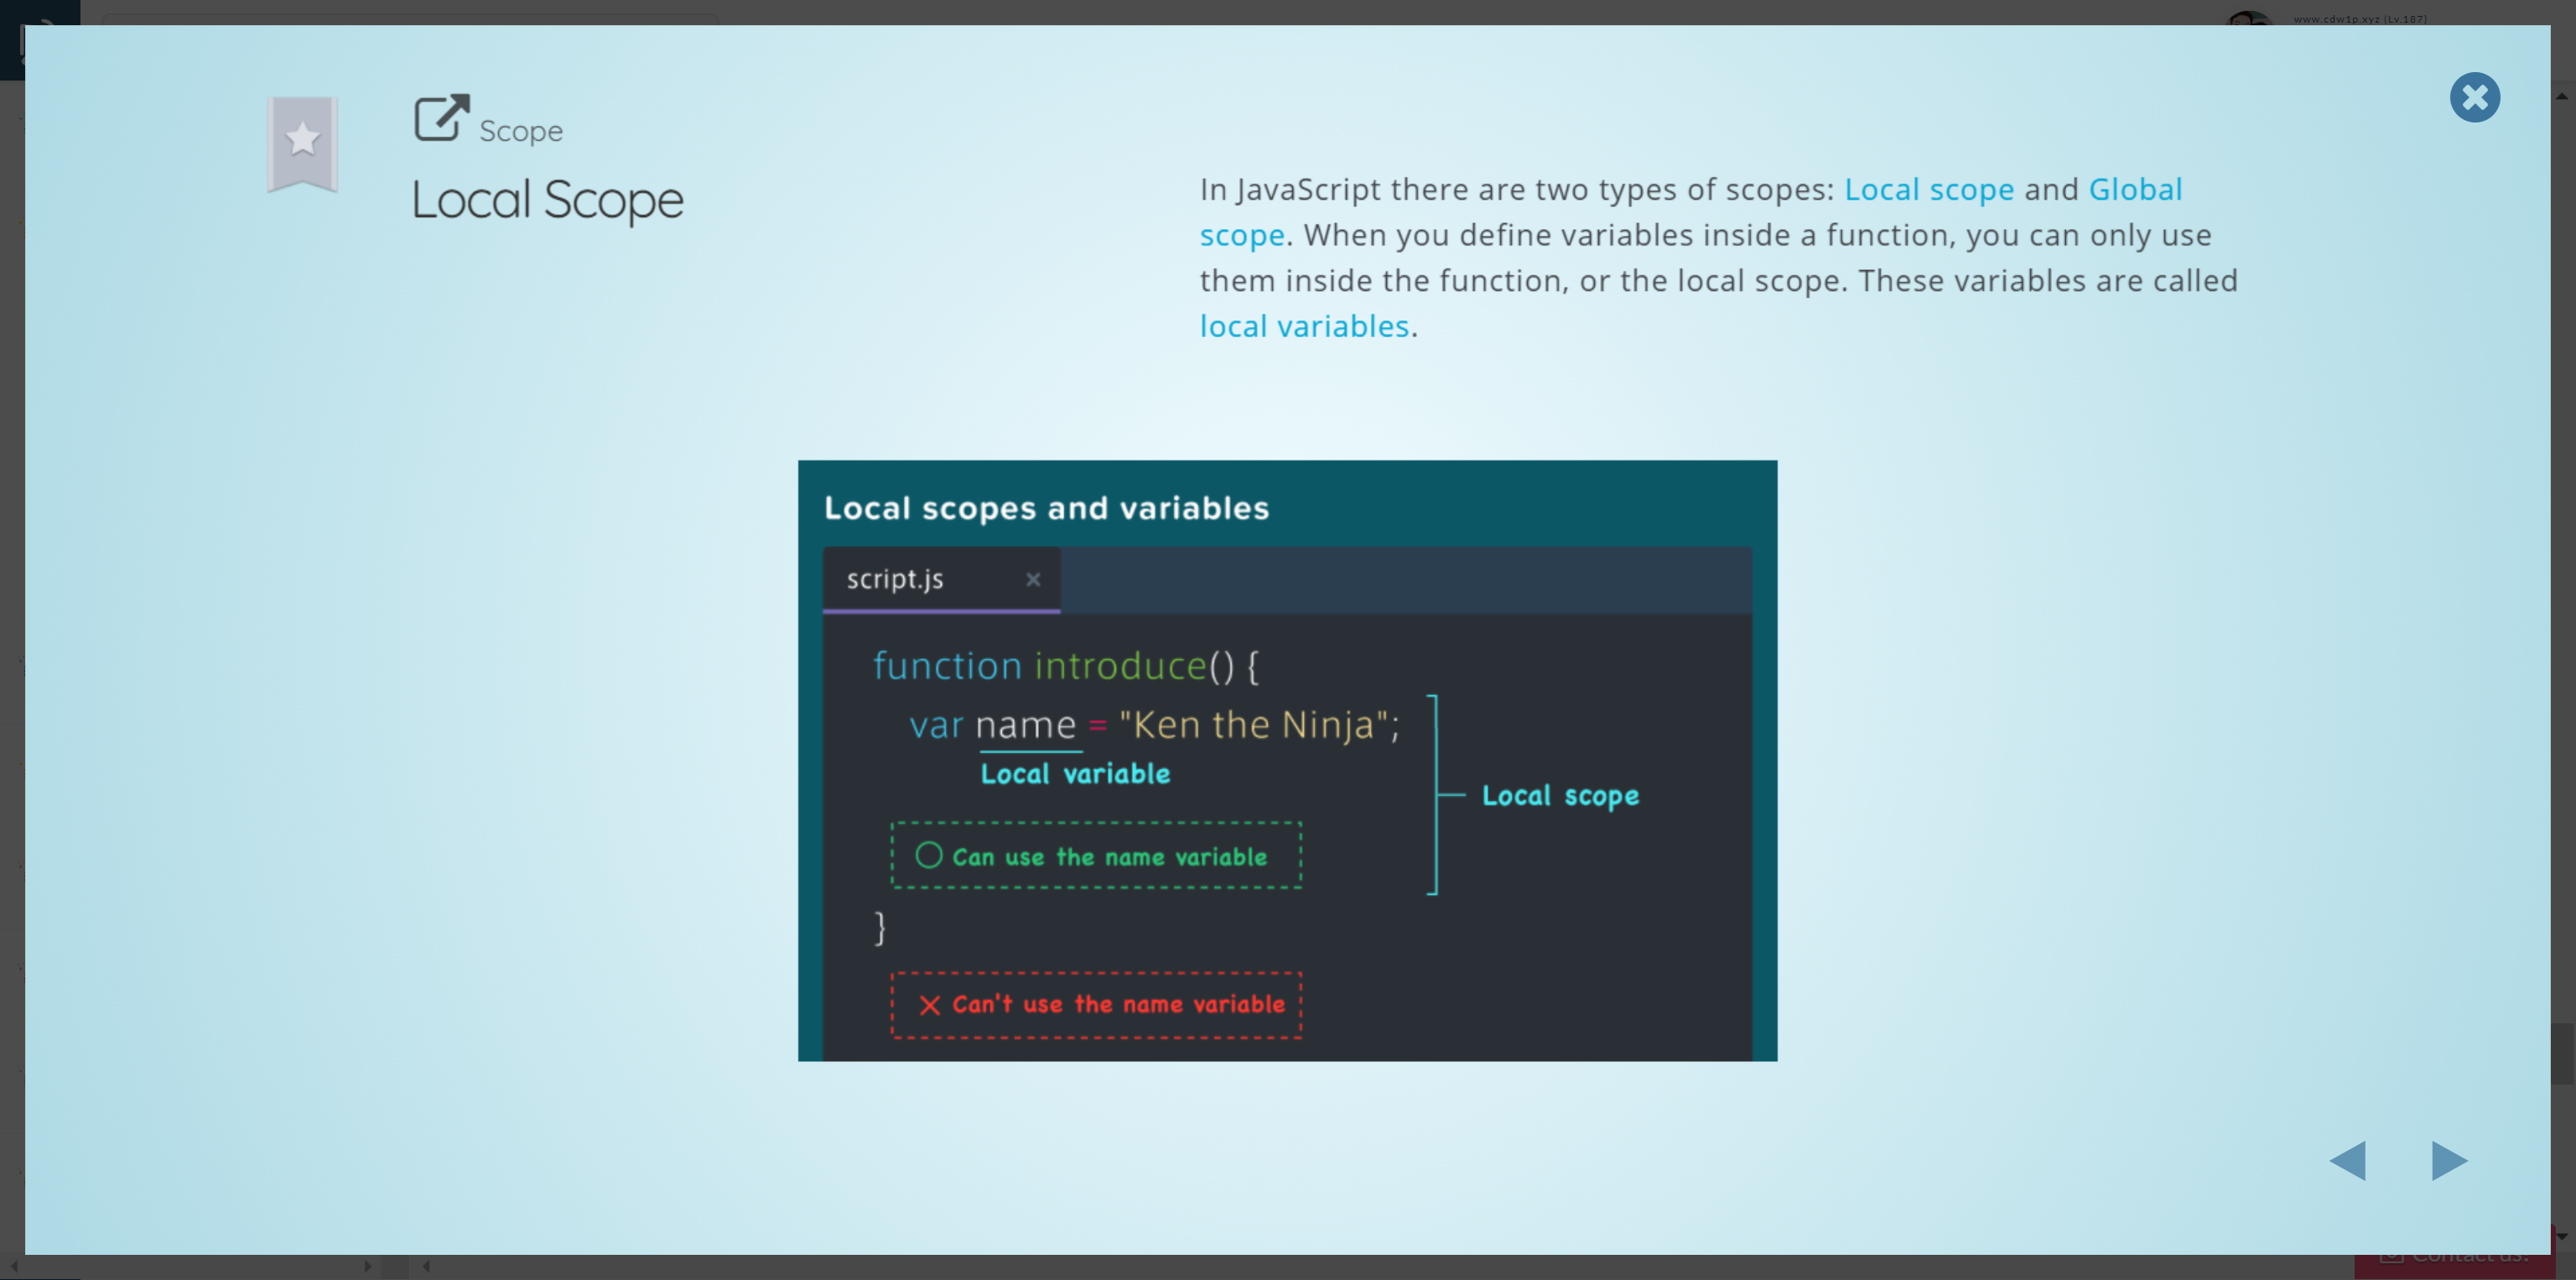 www.cdw1p.xyz (Lv.187)
Scope
Local Scope
In JavaScript there are two types of scopes: Local scope and Global
scope. When you define variables inside a function, you can only use
them inside the function, or the local scope. These variables are called
local variables.
Local scopes and variables
script.js ×
function introduce() {
var name = "Ken the Ninja";
Local variable
Local scope
Can use the name variable
}
Can't use the name variable
Contact us!